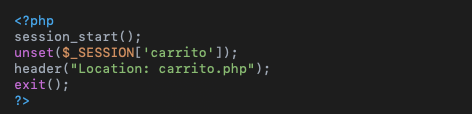 <?php
session_start();
unset($_SESSION['carrito']);
header("Location: carrito.php");
exit();
?>